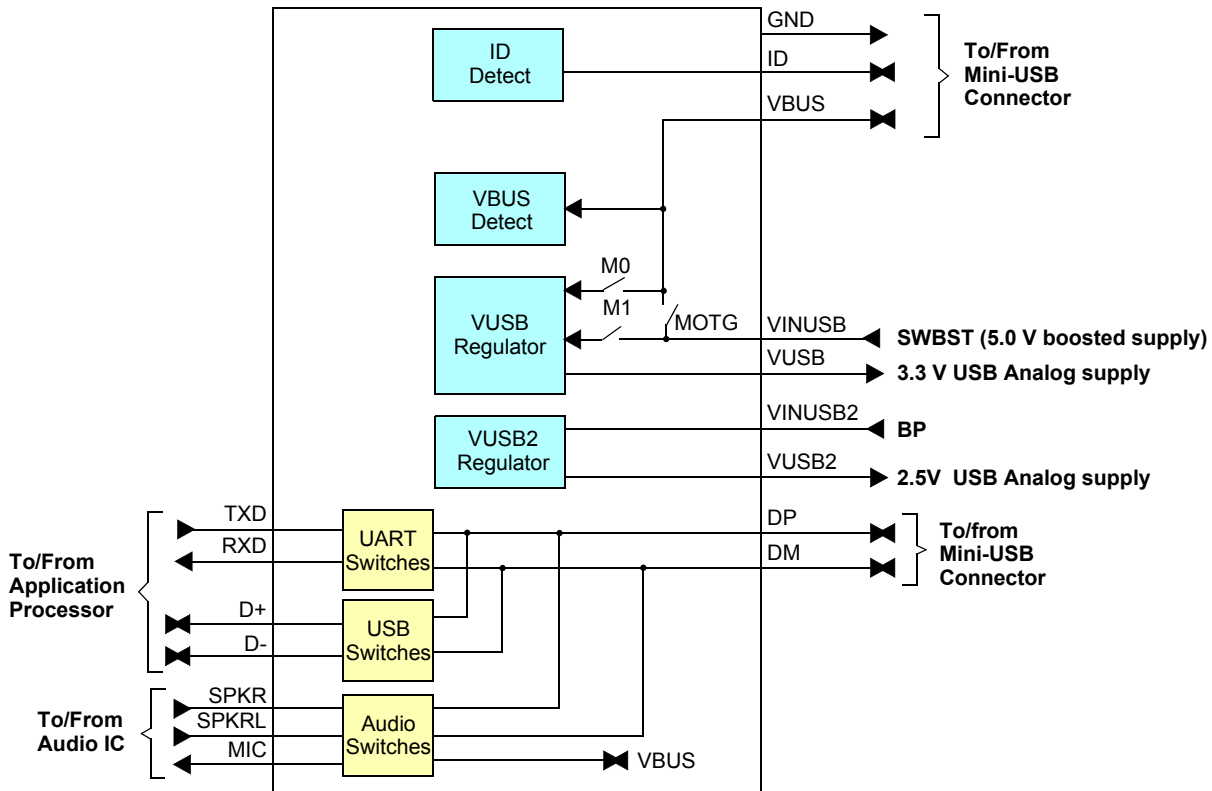 GND
ID
Detect
ID
To/From
Mini-USB
Connector
VBUS
VBUS
Detect
M0
M1
VUSB
Regulator
MOTG
VINUSB
SWBST (5.0 V boosted supply)
VUSB
3.3 V USB Analog supply
VINUSB2
BP
VUSB2
Regulator
VUSB2
2.5V USB Analog supply
TXD
RXD
UART
Switches
DP
DM
To/from
Mini-USB
Connector
To/From
Application
Processor
D+
D-
USB
Switches
SPKR
SPKRL
MIC
To/From
Audio IC
Audio
Switches
VBUS